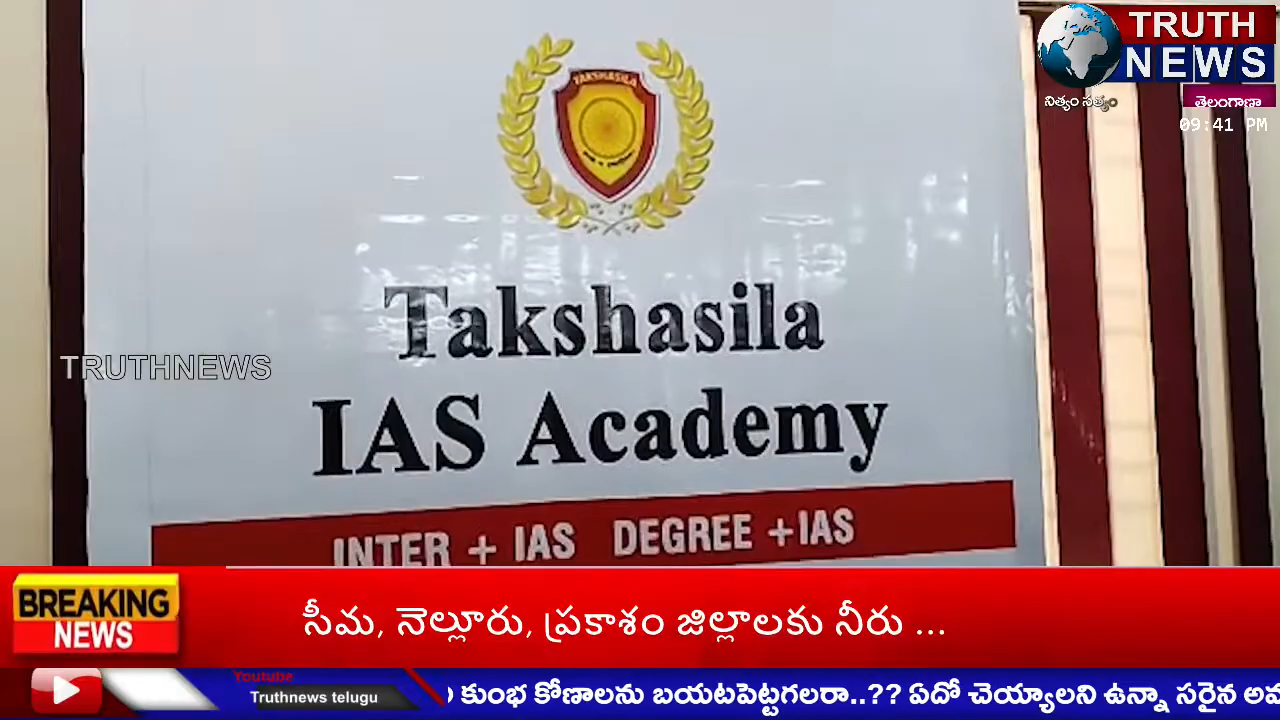 TRUTH
NEWS
నిత్యం సత్యం
తెలంగాణా
09:41 PM
TAKSHASILA
Takshasila
IAS Academy
TRUTHNEWS
INTER + IAS DEGREE +IAS
BREAKING
NEWS
సీమ, నెల్లూరు, ప్రకాశం జిల్లాలకు నీరు ...
Youtube
Truthnews telugu
కుంభ కోణాలను బయటపెట్టగలరా..?? ఏదో చెయ్యాలని ఉన్నా సరైన